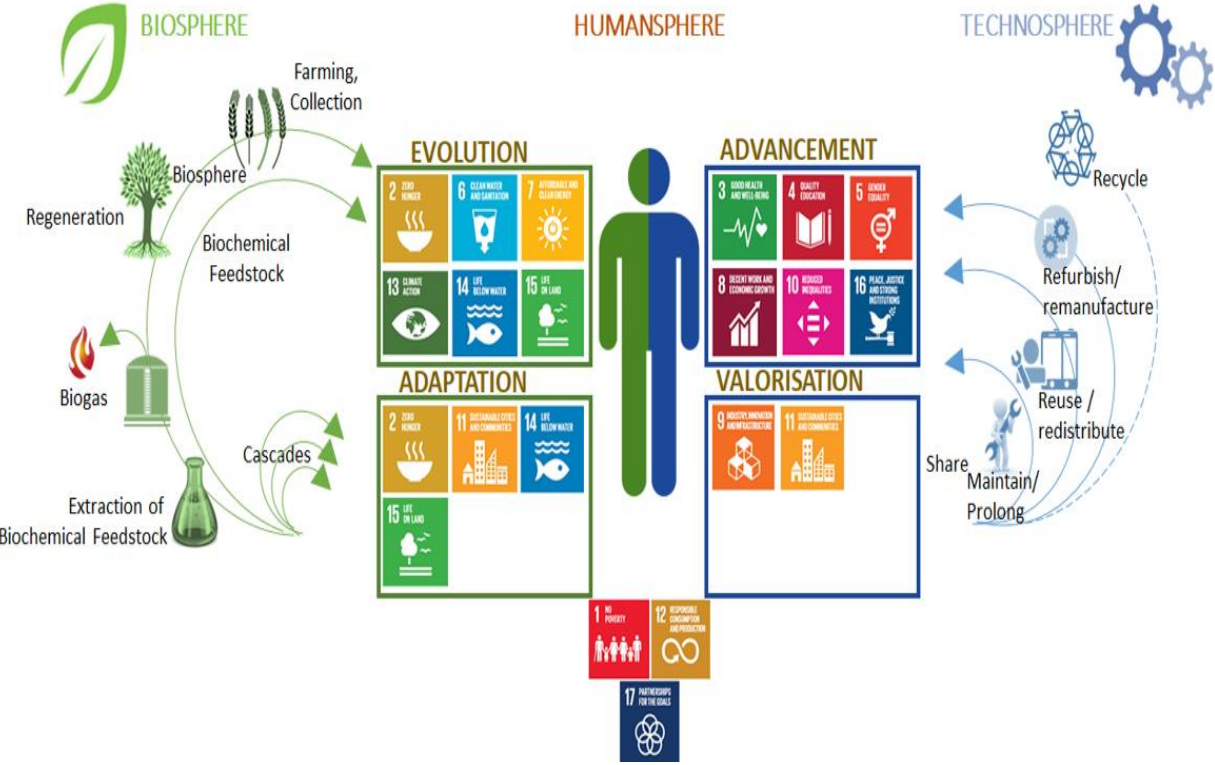 BIOSPHERE
HUMANSPHERE
TECHNOSPHERE
Farming,
Collection
Biosphere
Regeneration
Biochemical
Feedstock
Biogas
Cascades
Extraction of
Biochemical Feedstock
EVOLUTION
2 ZERO
HUNGER
6 CLEAN WATER
AND SANITATION
7 AFFORDABLE AND
CLEAN ENERGY
13 CLIMATE
ACTION
14 LIFE
BELOW WATER
15 LIFE
ON LAND
ADAPTATION
2 ZERO
HUNGER
11 SUSTAINABLE CITIES
AND COMMUNITIES
14 LIFE
BELOW WATER
15 LIFE
ON LAND
ADVANCEMENT
3 GOOD HEALTH
AND WELL-BEING
4 QUALITY
EDUCATION
5 GENDER
EQUALITY
8 DECENT WORK AND
ECONOMIC GROWTH
10 REDUCED
INEQUALITIES
16 PEACE, JUSTICE
AND STRONG
INSTITUTIONS
VALORISATION
9 INDUSTRY, INNOVATION
AND INFRASTRUCTURE
11 SUSTAINABLE CITIES
AND COMMUNITIES
1 NO
POVERTY
12 RESPONSIBLE
CONSUMPTION
AND PRODUCTION
17 PARTNERSHIPS
FOR THE GOALS
Recycle
Refurbish/
remanufacture
Reuse /
redistribute
Share
Maintain/
Prolong